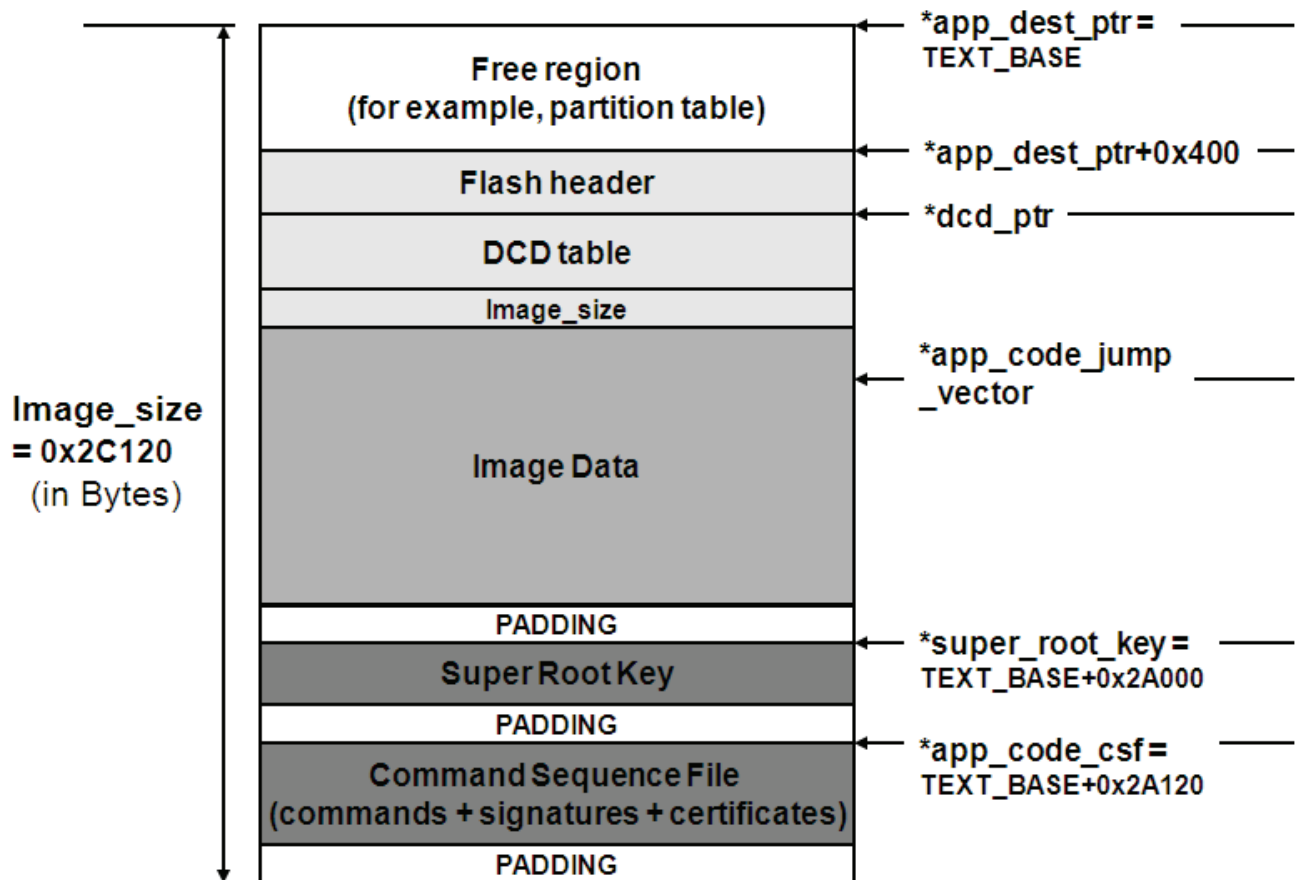 *app_dest_ptr =
TEXT_BASE
Free region
(for example, partition table)
*app_dest_ptr+0x400
Flash header
*dcd_ptr
DCD table
Image_size
*app_code_jump
_vector
Image_size
= 0x2C120
(in Bytes)
Image Data
PADDING
*super_root_key =
TEXT_BASE+0x2A000
Super Root Key
PADDING
*app_code_csf =
TEXT_BASE+0x2A120
Command Sequence File
(commands + signatures + certificates)
PADDING